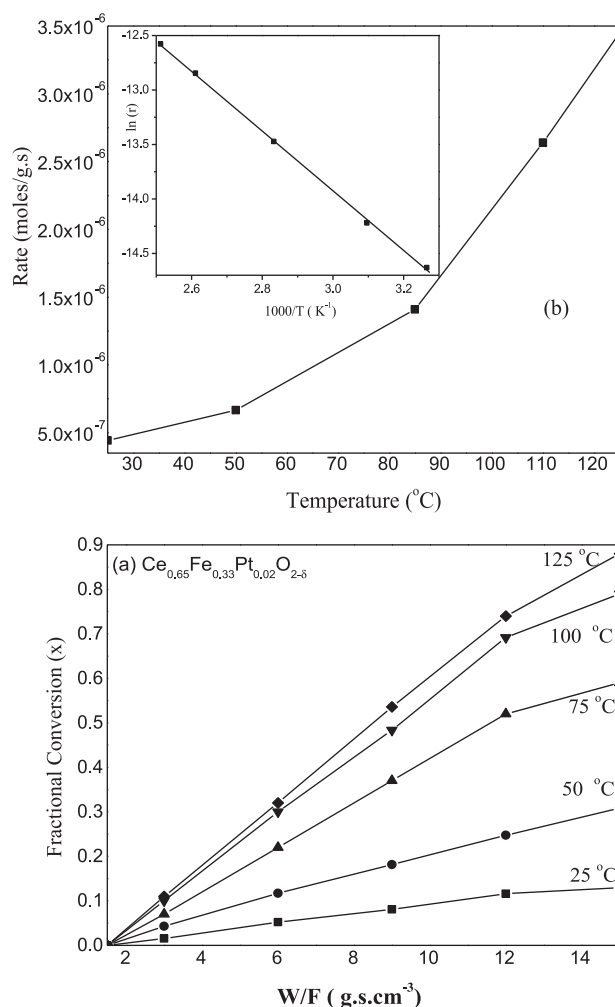 3.5x10⁻⁶
3.0x10⁻⁶
2.5x10⁻⁶
2.0x10⁻⁶
1.5x10⁻⁶
1.0x10⁻⁶
5.0x10⁻⁷
Rate (moles/g.s)
-12.5
-13.0
-13.5
-14.0
-14.5
ln (r)
2.6 2.8 3.0 3.2
1000/T ( K⁻¹)
(b)
30 40 50 60 70 80 90 100 110 120
Temperature (°C)
0.9
0.8
0.7
0.6
0.5
0.4
0.3
0.2
0.1
0.0
Fractional Conversion (x)
(a) Ce₀.₆₅Fe₀.₃₃Pt₀.₀₂O₂₋δ
125 °C
100 °C
75 °C
50 °C
25 °C
2 4 6 8 10 12 14
W/F ( g.s.cm⁻³)